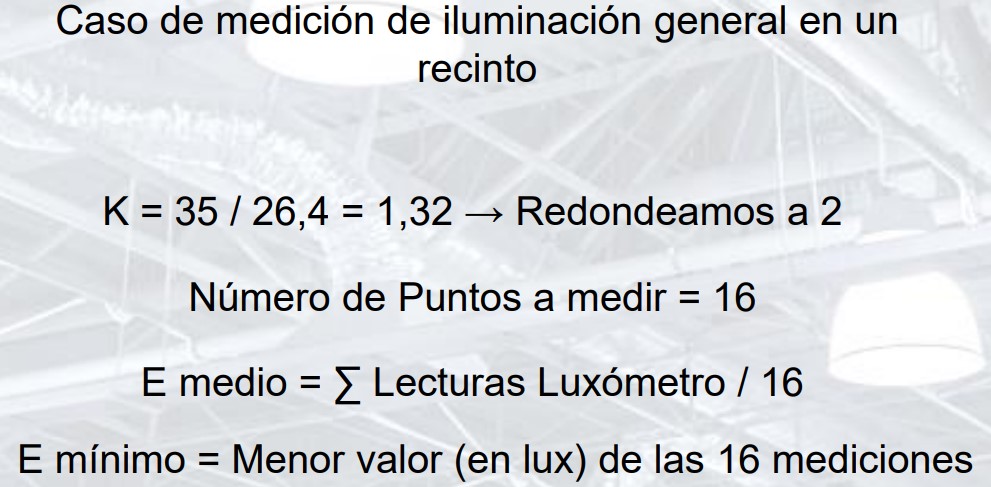 Caso de medición de iluminación general en un
recinto
K = 35 / 26,4 = 1,32 → Redondeamos a 2
Número de Puntos a medir = 16
E medio = ∑ Lecturas Luxómetro / 16
E mínimo = Menor valor (en lux) de las 16 mediciones